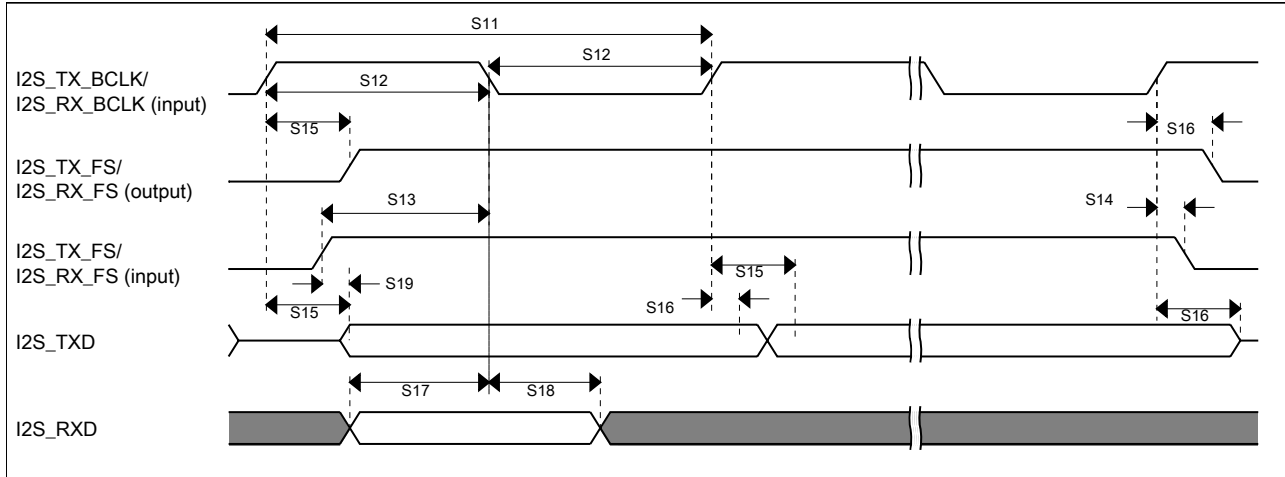 S11
S12
I2S_TX_BCLK/
I2S_RX_BCLK (input)
S12
S15
S16
I2S_TX_FS/
I2S_RX_FS (output)
S13
S14
I2S_TX_FS/
I2S_RX_FS (input)
S19
S15
S15
S16
S16
I2S_TXD
S17
S18
I2S_RXD